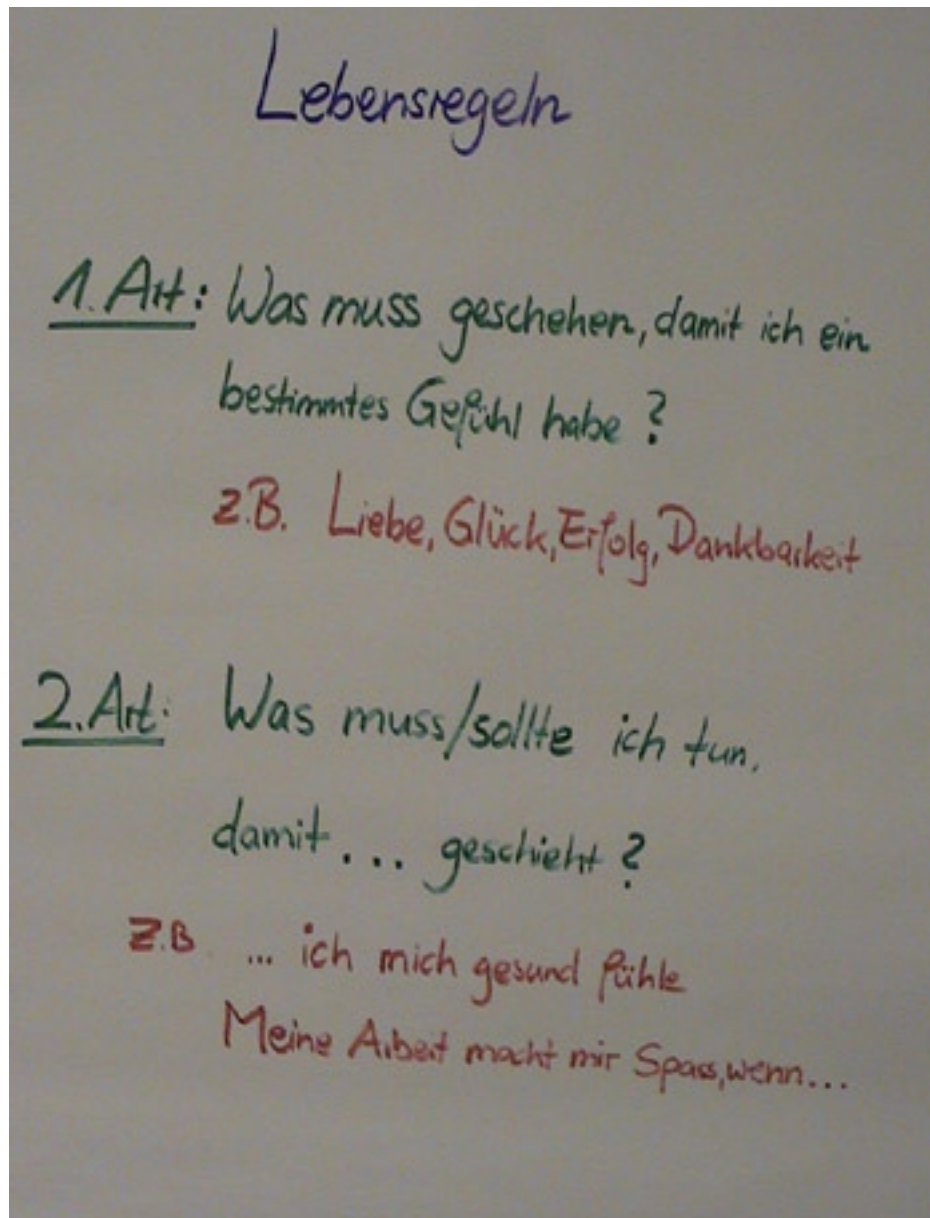 Lebensregeln
1. Art: Was muss geschehen, damit ich ein
bestimmtes Gefühl habe ?
z.B. Liebe, Glück, Erfolg, Dankbarkeit
2. Art: Was muss/sollte ich tun,
damit ... geschieht ?
z.B. ... ich mich gesund fühle
Meine Arbeit macht mir Spass, wenn...